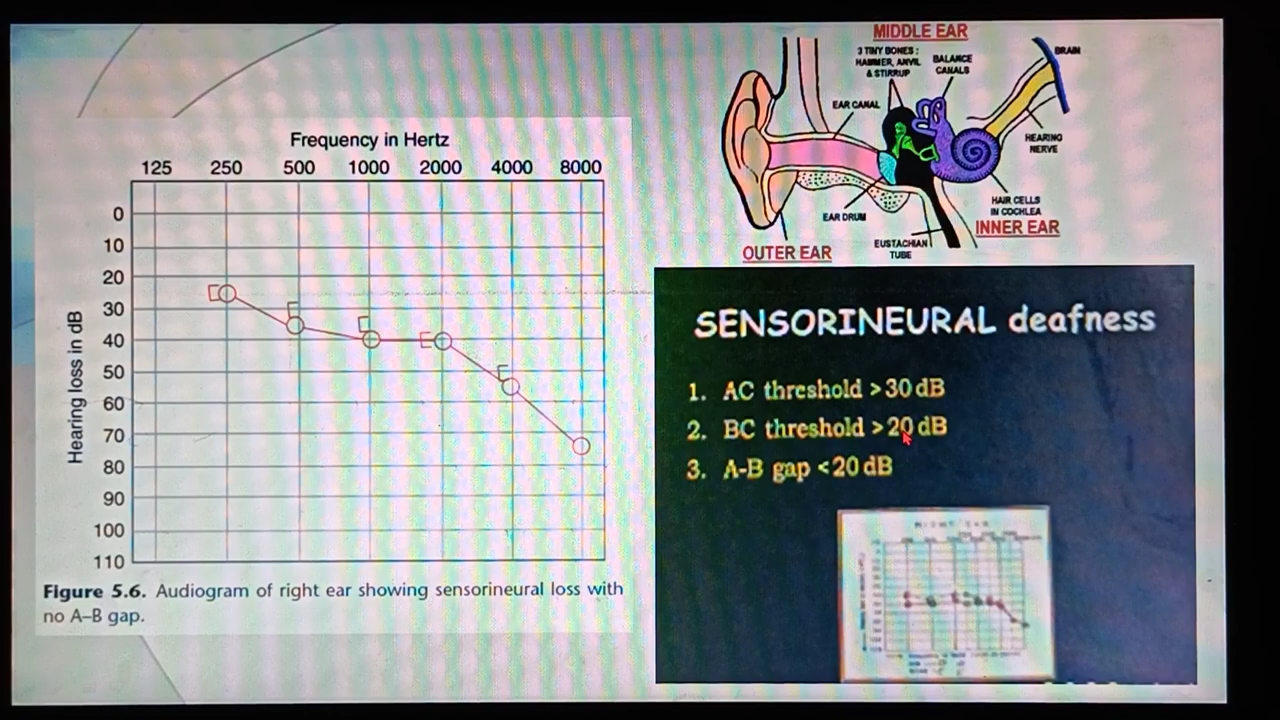 Frequency in Hertz
125 250 500 1000 2000 4000 8000
Hearing loss in dB
0
10
20
30
40
50
60
70
80
90
100
110
Figure 5.6. Audiogram of right ear showing sensorineural loss with
no A–B gap.
MIDDLE EAR
3 TINY BONES :
HAMMER, ANVIL
& STIRRUP
BALANCE
CANALS
BRAIN
EAR CANAL
HEARING
NERVE
HAIR CELLS
IN COCHLEA
EAR DRUM
INNER EAR
EUSTACHIAN
TUBE
OUTER EAR
SENSORINEURAL deafness
1. AC threshold > 30 dB
2. BC threshold > 20 dB
3. A-B gap < 20 dB
RIGHT EAR